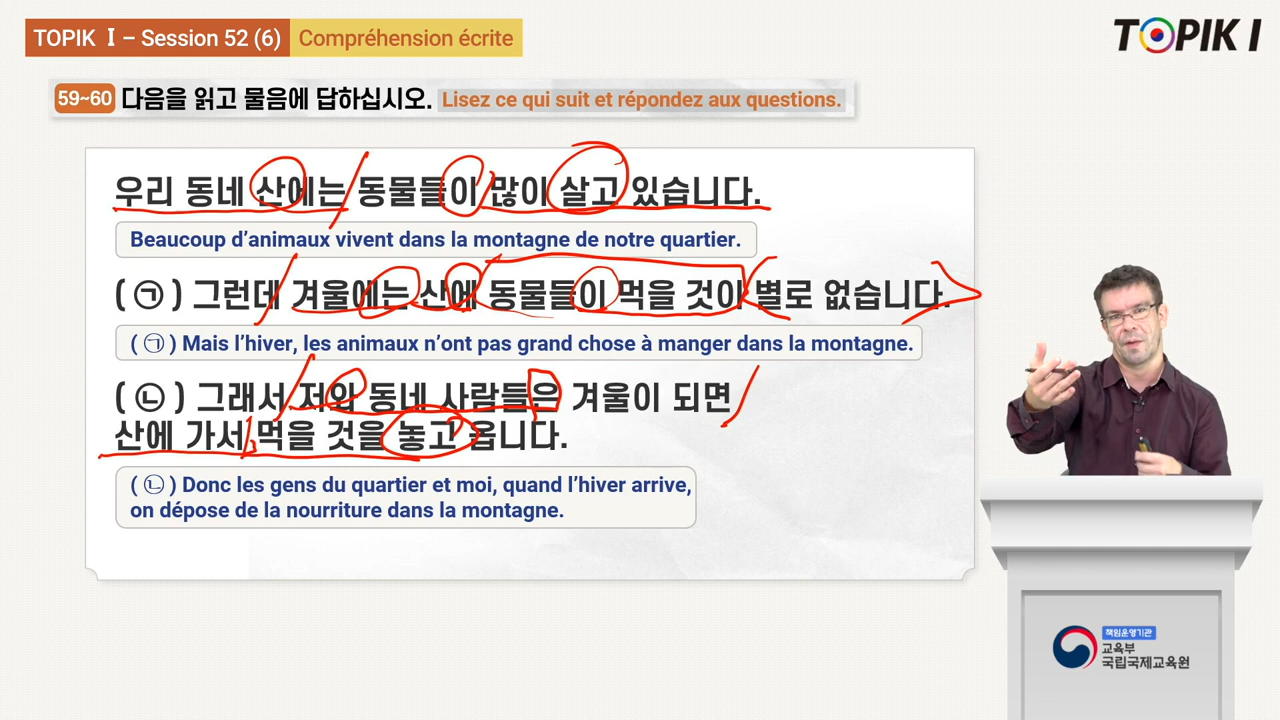 TOPIK Ⅰ – Session 52 (6) Compréhension écrite
TOPIK I
59~60 다음을 읽고 물음에 답하십시오. Lisez ce qui suit et répondez aux questions.
우리 동네 산에는 동물들이 많이 살고 있습니다.
Beaucoup d’animaux vivent dans la montagne de notre quartier.
( ㉠ ) 그런데 겨울에는 산에 동물들이 먹을 것이 별로 없습니다.
( ㉠ ) Mais l’hiver, les animaux n’ont pas grand chose à manger dans la montagne.
( ㉡ ) 그래서 저와 동네 사람들은 겨울이 되면
산에 가서 먹을 것을 놓고 옵니다.
( ㉡ ) Donc les gens du quartier et moi, quand l’hiver arrive,
on dépose de la nourriture dans la montagne.
책임운영기관
교육부
국립국제교육원